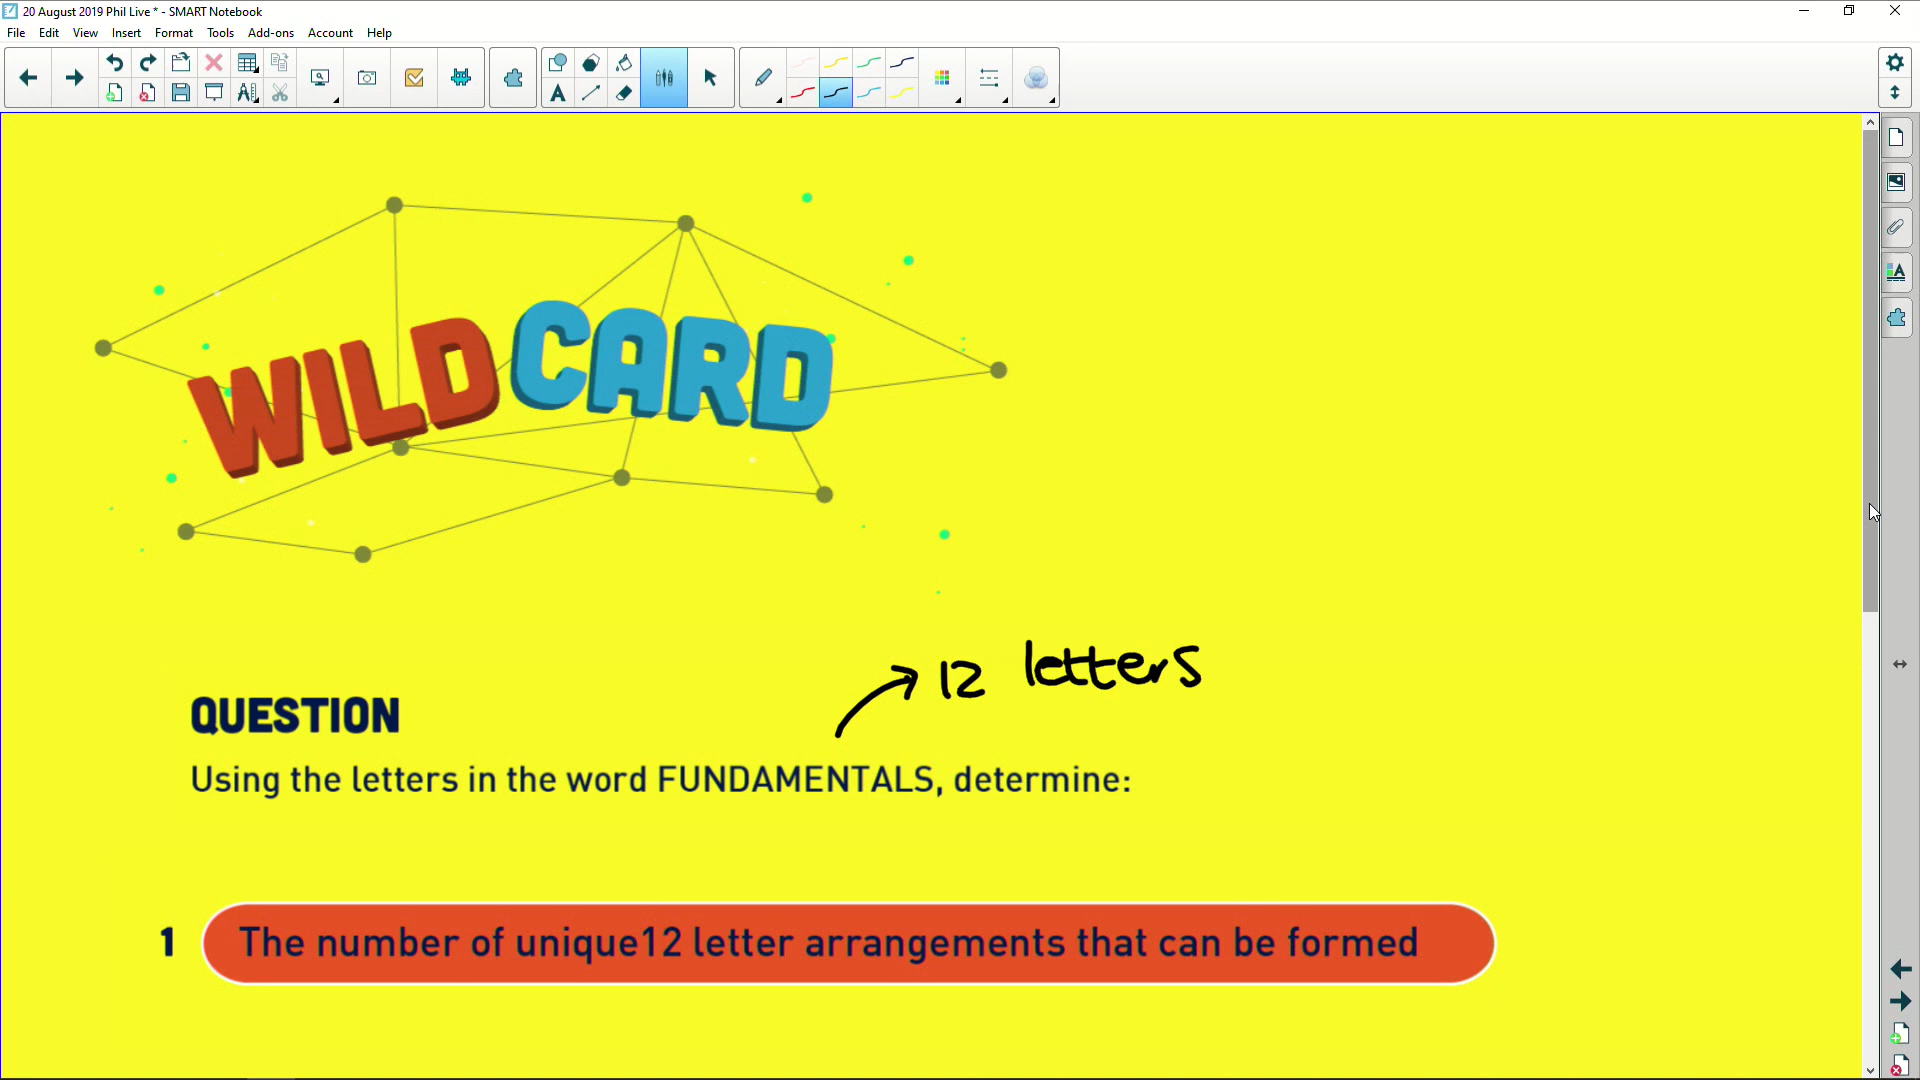 20 August 2019 Phil Live * - SMART Notebook
File Edit View Insert Format Tools Add-ons Account Help
WILD CARD
12 letters
QUESTION
Using the letters in the word FUNDAMENTALS, determine:
1 The number of unique12 letter arrangements that can be formed